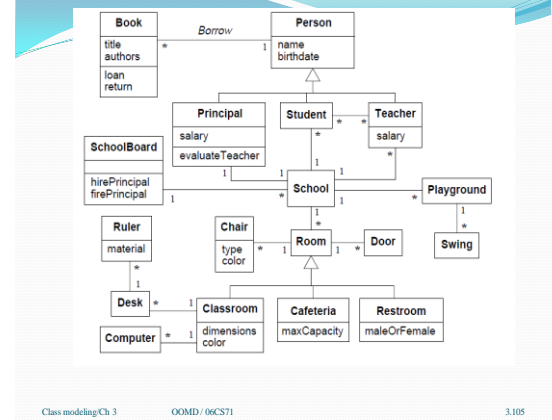 Book
title
authors
loan
return
Borrow
*
1
Person
name
birthdate
Principal
salary
evaluateTeacher
Student
*
*
Teacher
salary
SchoolBoard
hirePrincipal
firePrincipal
1
*
1
1
*
1
1
*
School
1
*
Playground
1
*
Swing
1
*
Ruler
material
*
1
Desk
*
1
Chair
type
color
*
1
Room
1
*
Door
Classroom
dimensions
color
Computer
*
1
Cafeteria
maxCapacity
Restroom
maleOrFemale
Class modeling/Ch 3
OOMD / 06CS71
3.105